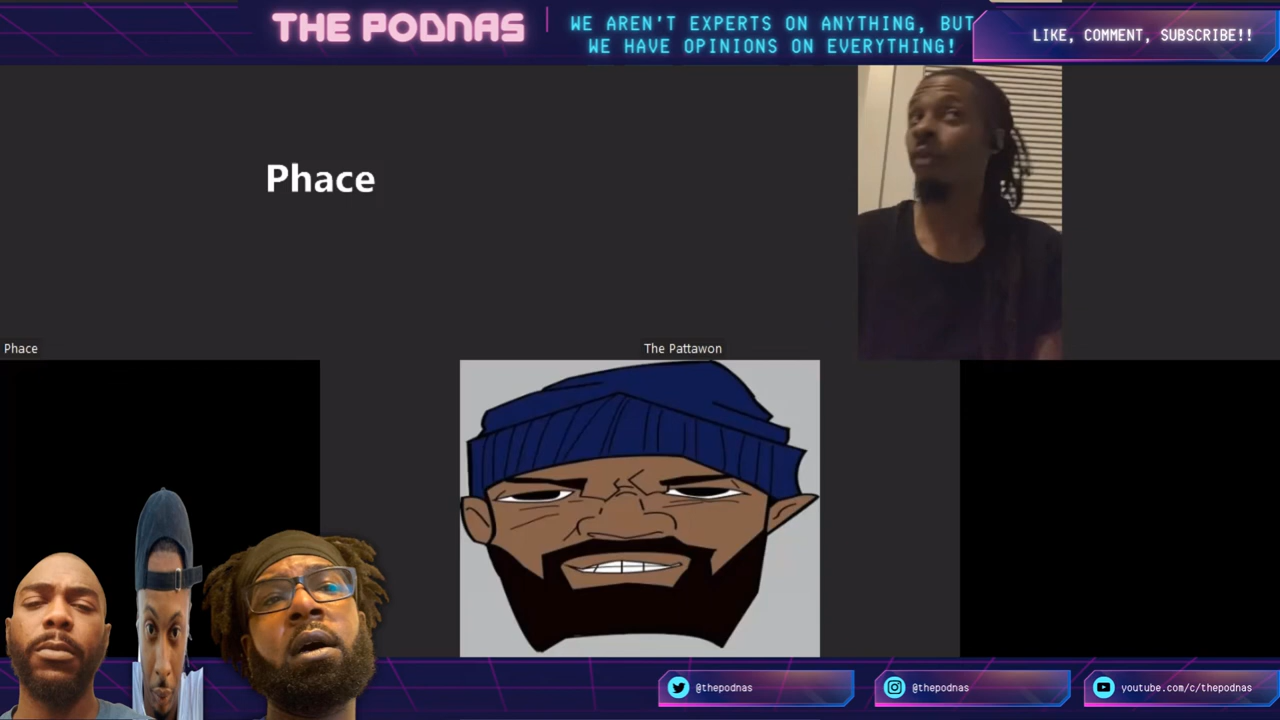 THE PODNAS
WE AREN'T EXPERTS ON ANYTHING, BUT
WE HAVE OPINIONS ON EVERYTHING!
LIKE, COMMENT, SUBSCRIBE!!
Phace
Phace
The Pattawon
@thepodnas
@thepodnas
youtube.com/c/thepodnas